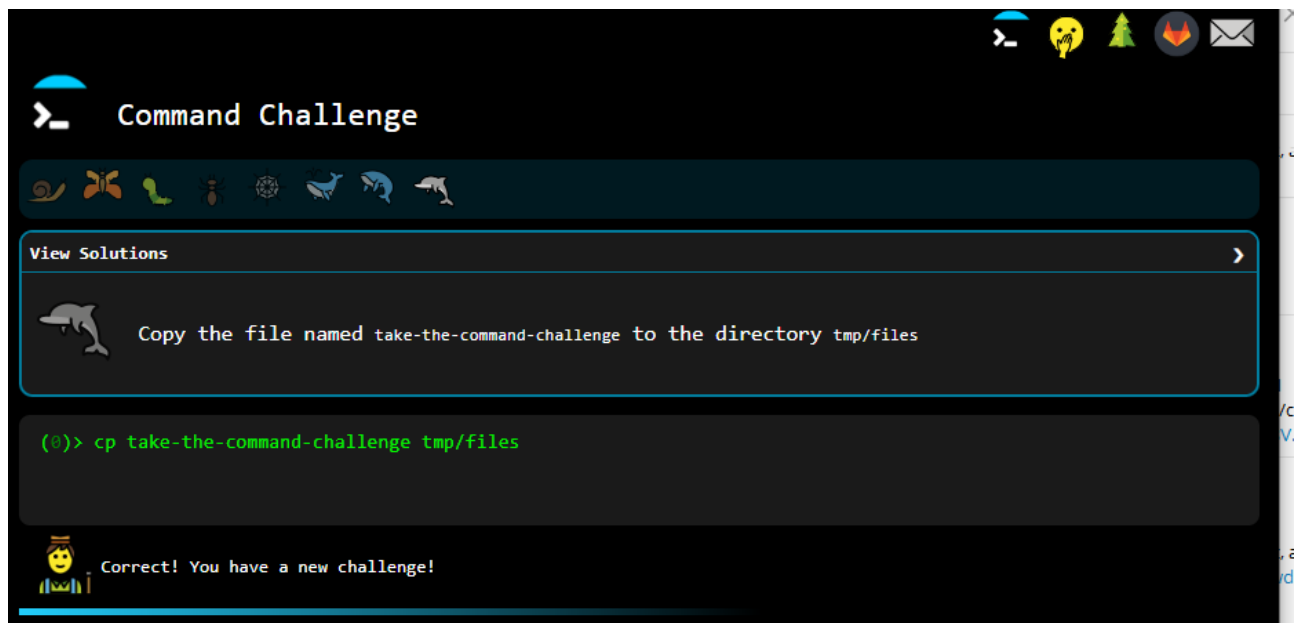 Command Challenge
View Solutions
Copy the file named take-the-command-challenge to the directory tmp/files
(0)> cp take-the-command-challenge tmp/files
Correct! You have a new challenge!